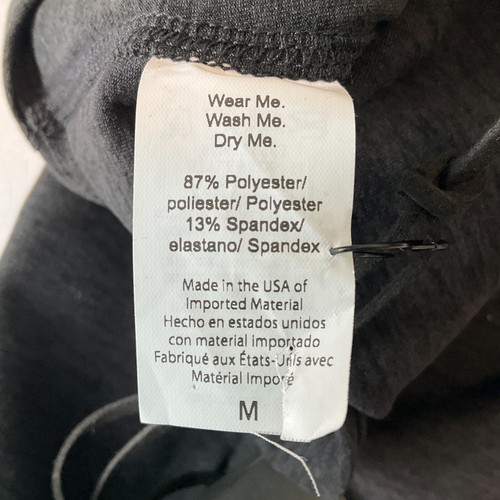 Wear Me.
Wash Me.
Dry Me.
87% Polyester/
poliester/ Polyester
13% Spandex/
elastano/ Spandex
Made in the USA of
Imported Material
Hecho en estados unidos
con material importado
Fabriqué aux États-Unis avec
Matérial Imporé
M